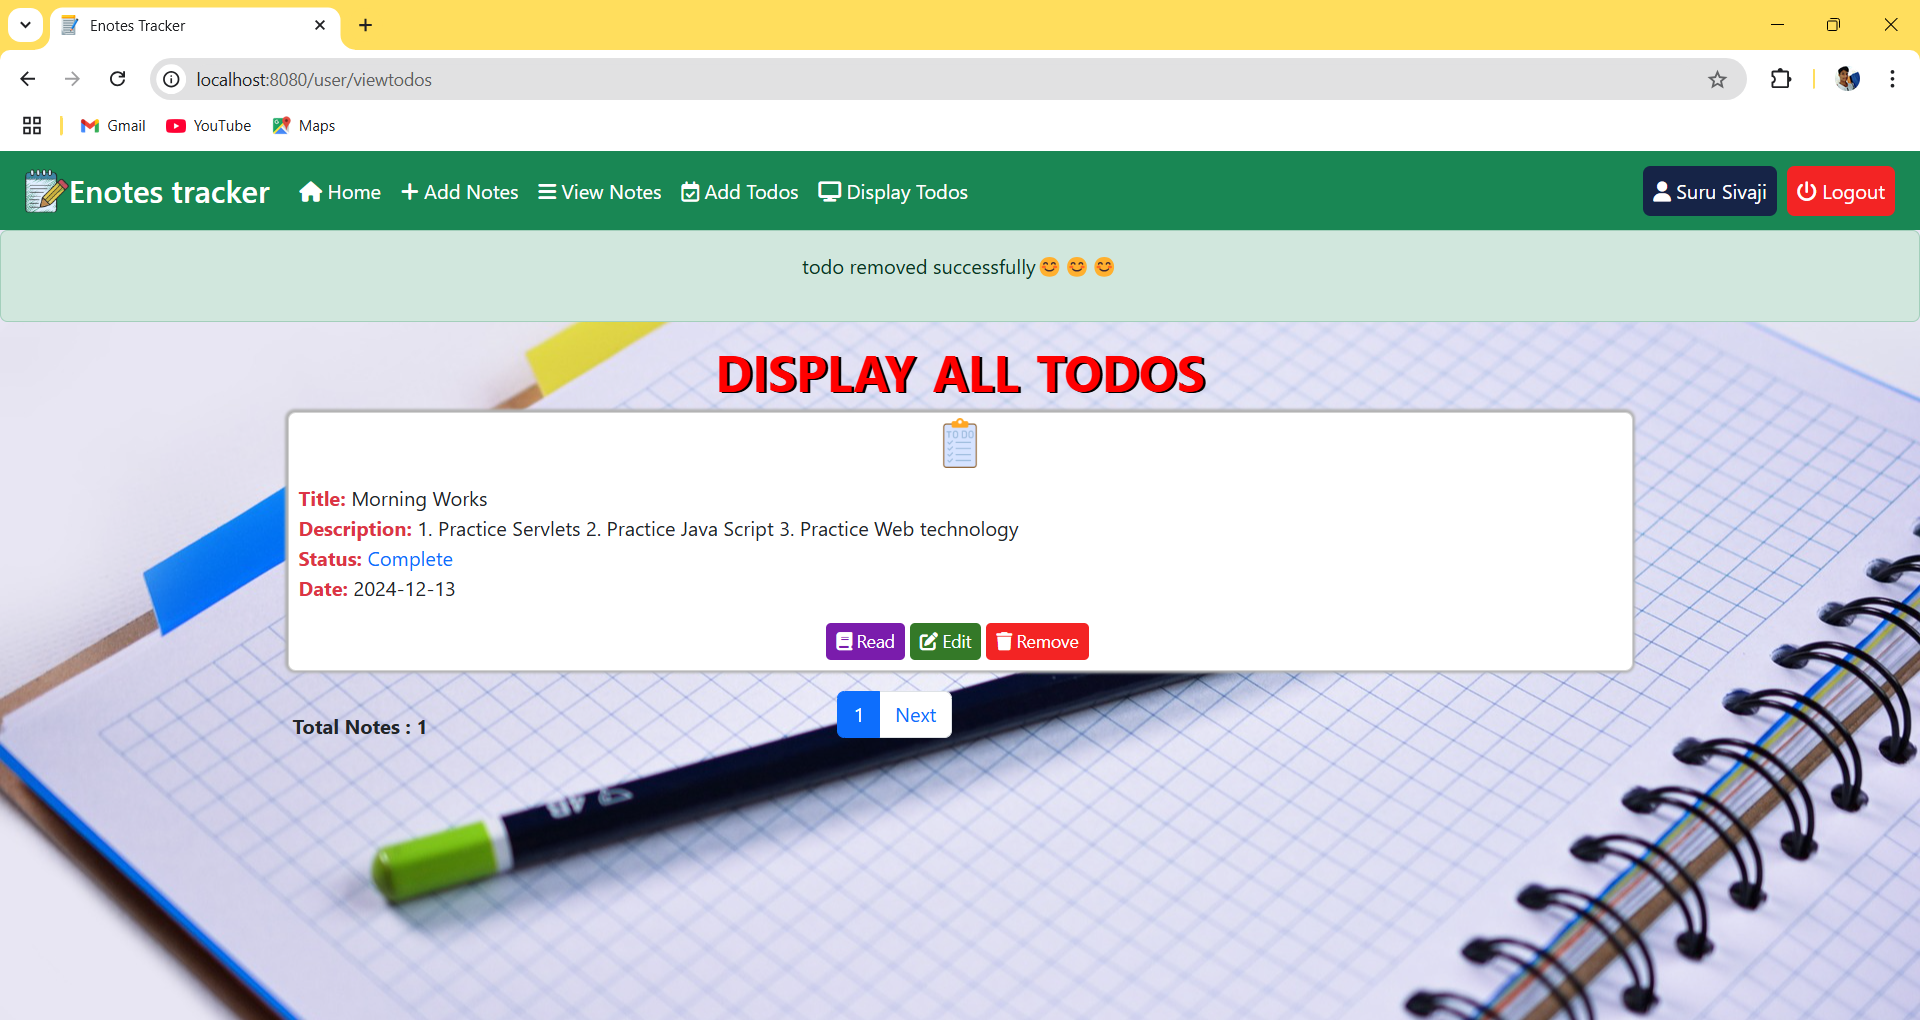 Enotes Tracker
localhost:8080/user/viewtodos
Gmail YouTube Maps
Enotes tracker Home Add Notes View Notes Add Todos Display Todos Suru Sivaji Logout
todo removed successfully😊 😊 😊
DISPLAY ALL TODOS
TO DO
Title: Morning Works
Description: 1. Practice Servlets 2. Practice Java Script 3. Practice Web technology
Status: Complete
Date: 2024-12-13
Read Edit Remove
1 Next
Total Notes : 1
4B